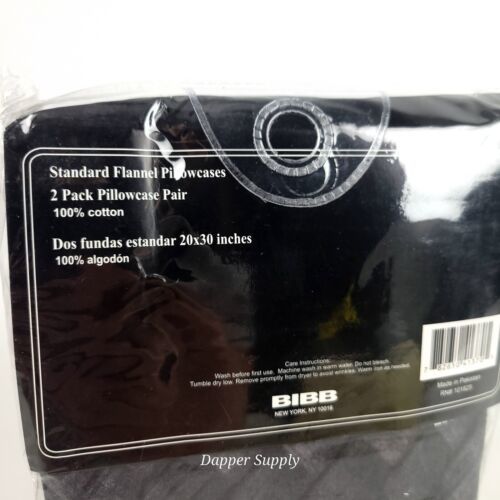 Standard Flannel Pillowcases
2 Pack Pillowcase Pair
100% cotton
Dos fundas estandar 20x30 inches
100% algodón
Care Instructions:
Wash before first use. Machine wash in warm water. Do not bleach.
Tumble dry low. Remove promptly from dryer to avoid wrinkles. Warm iron as needed.
BIBB
NEW YORK, NY 10016
Made in Pakistan
Dapper Supply